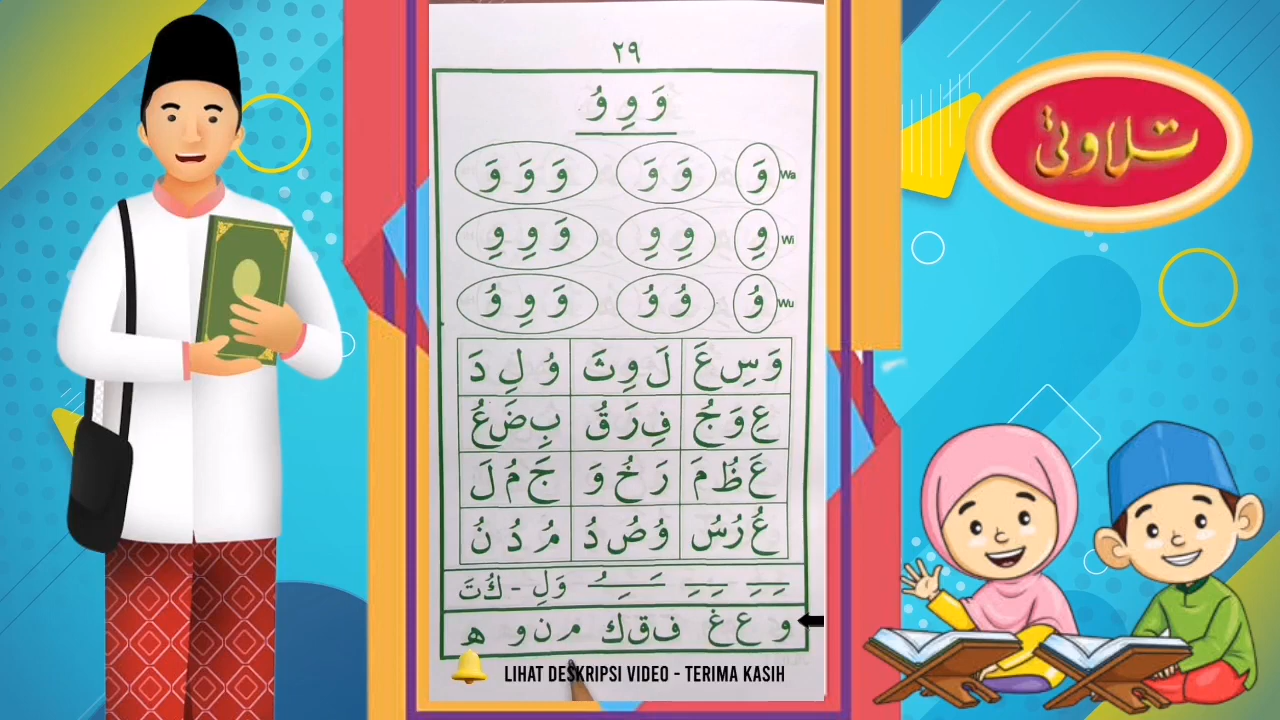 ٢٩
وَ وِ وُ
تلاوتي
وَ وَ وَ وَ وَ وَ Wa
وِ وِ وِ وَ وِ وِ Wi
وُ وُ وُ وَ وِ وُ Wu
وَ سِ عَ لَ وِ ثَ وُ لِ دَ
عِ وَ جُ فِ رَ قُ بِ ضَ عُ
عَ ظُ مَ رَ خُ وَ جَ مُ لَ
عُ رُ سُ وُ صُ دُ مُ دُ نُ
وَ لِ - كُ تَ
و ع غ ف ق ك م ن و ه
LIHAT DESKRIPSI VIDEO - TERIMA KASIH